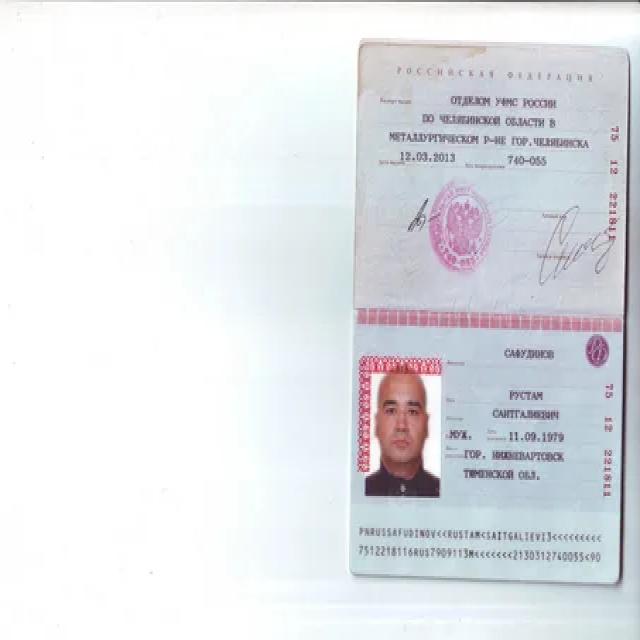 РОССИЙСКАЯ ФЕДЕРАЦИЯ
ОТДЕЛОМ УФМС РОССИИ
ПО ЧЕЛЯБИНСКОЙ ОБЛАСТИ В
МЕТАЛЛУРГИЧЕСКОМ Р-НЕ ГОР.ЧЕЛЯБИНСКА
12.03.2013 740-055
75 12 221811
САФУДИНОВ
РУСТАМ
САИТГАЛИЕВИЧ
МУЖ. 11.09.1979
ГОР. НИЖНЕВАРТОВСК
ТЮМЕНСКОЙ ОБЛ.
75 12 221811
PNRUSSAFUDINOV<<RUSTAM<SAITGALIEVI3<<<<<<<<<
7512218116RUS7909113M<<<<<<<2130312740055<90